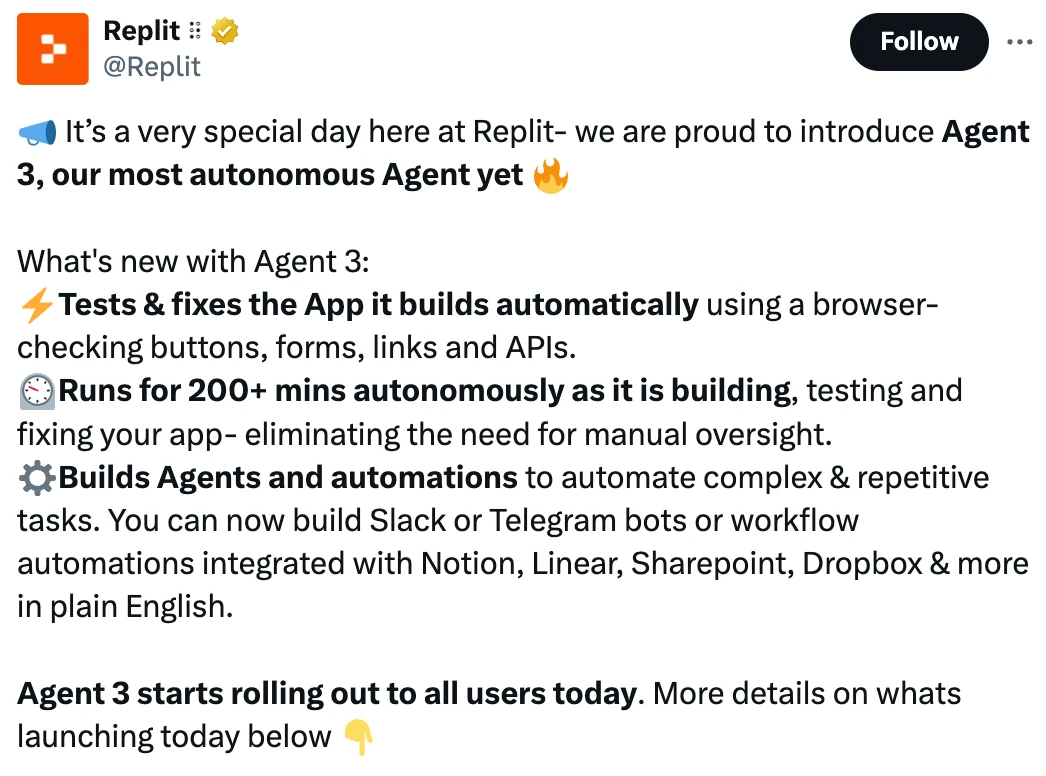 Replit ⠿
@Replit
Follow
📣 It’s a very special day here at Replit- we are proud to introduce Agent
3, our most autonomous Agent yet 🔥
What's new with Agent 3:
⚡Tests & fixes the App it builds automatically using a browser-
checking buttons, forms, links and APIs.
⏲️Runs for 200+ mins autonomously as it is building, testing and
fixing your app- eliminating the need for manual oversight.
⚙️Builds Agents and automations to automate complex & repetitive
tasks. You can now build Slack or Telegram bots or workflow
automations integrated with Notion, Linear, Sharepoint, Dropbox & more
in plain English.
Agent 3 starts rolling out to all users today. More details on whats
launching today below 👇